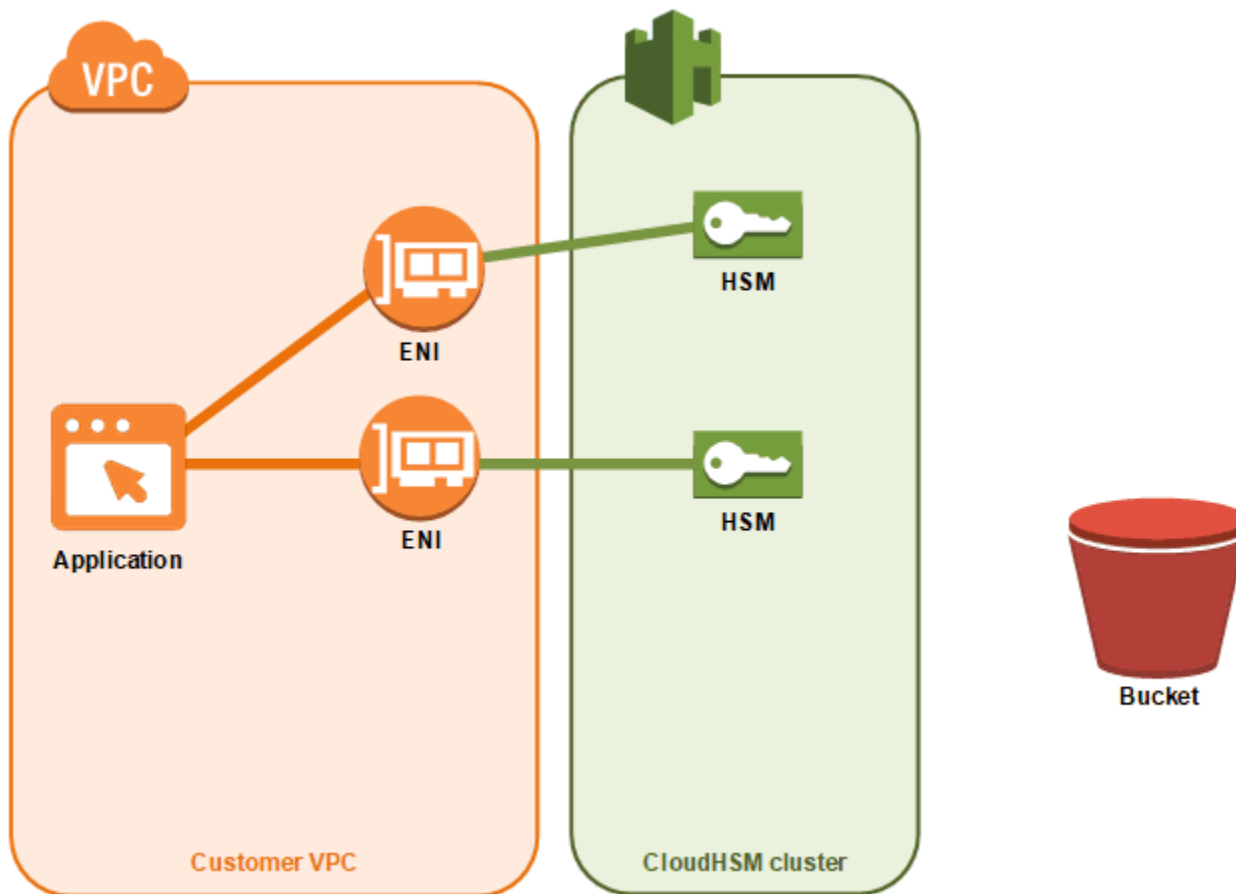 VPC
HSM
ENI
HSM
ENI
Application
Bucket
Customer VPC
CloudHSM cluster